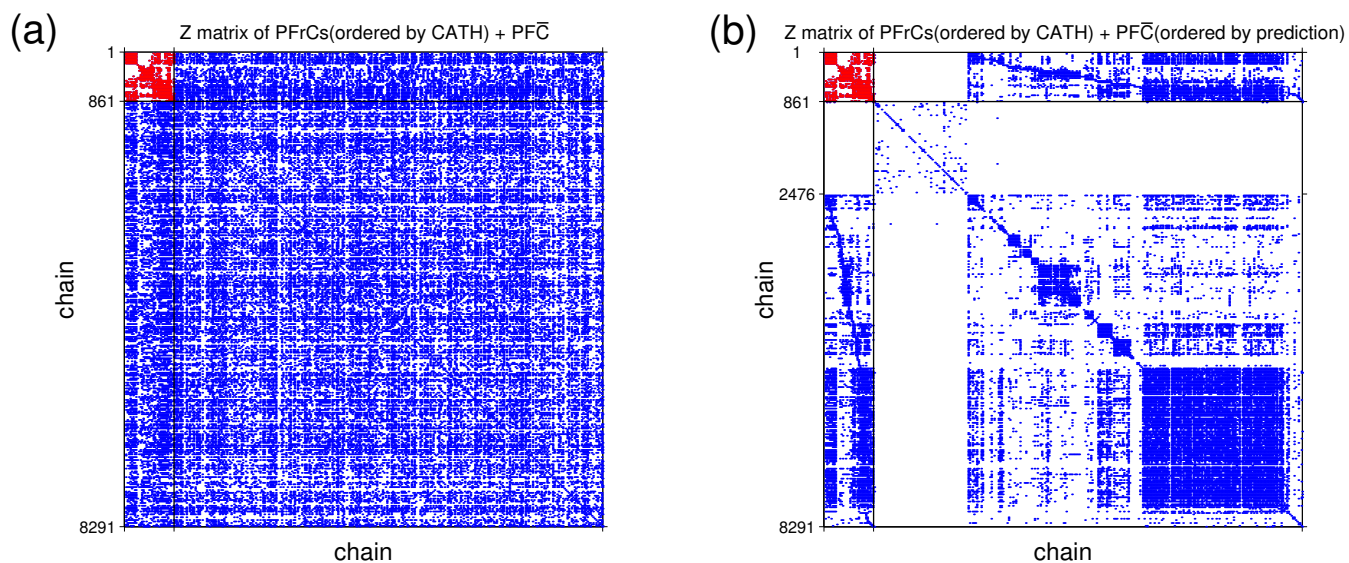 (a)
Z matrix of PFrCs(ordered by CATH) + PFC̅
1
861
8291
chain
chain
(b)
Z matrix of PFrCs(ordered by CATH) + PFC̅(ordered by prediction)
1
861
2476
8291
chain
chain